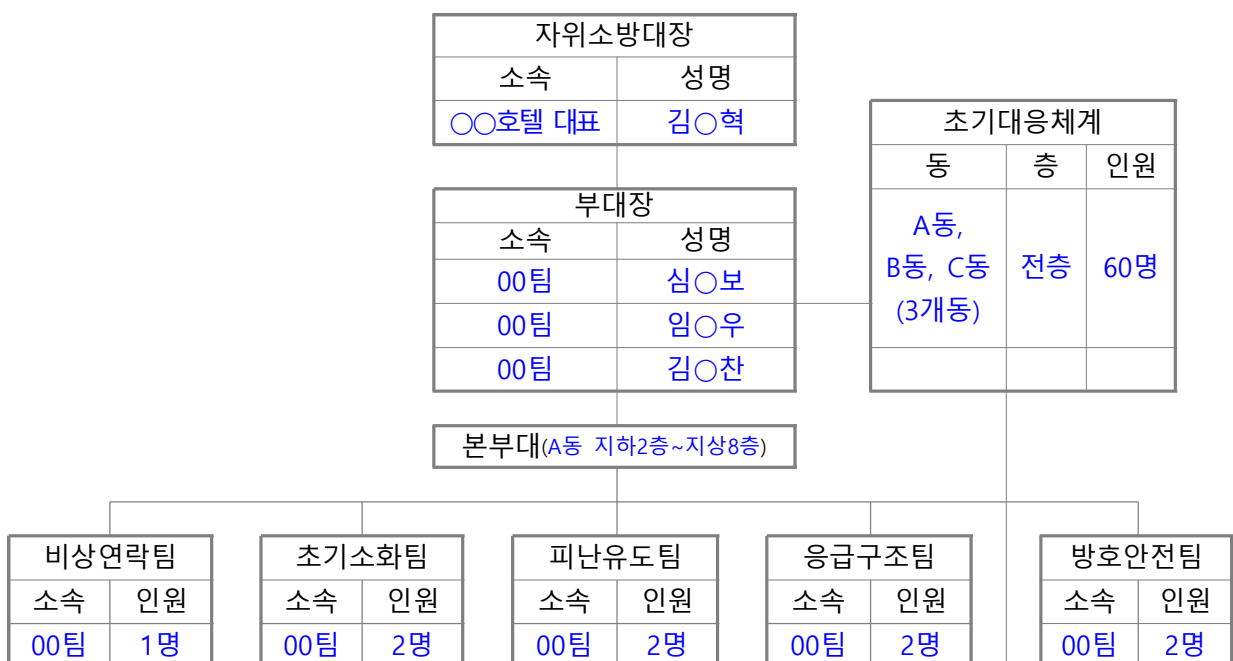 자위소방대장
소속 성명
○○호텔 대표 김○혁
초기대응체계
동 층 인원
A동,
B동, C동
(3개동)
전층 60명
부대장
소속 성명
00팀 심○보
00팀 임○우
00팀 김○찬
본부대(A동 지하2층~지상8층)
비상연락팀
소속 인원
00팀 1명
초기소화팀
소속 인원
00팀 2명
피난유도팀
소속 인원
00팀 2명
응급구조팀
소속 인원
00팀 2명
방호안전팀
소속 인원
00팀 2명